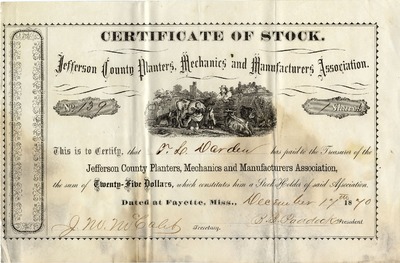 CERTIFICATE OF STOCK.
Jefferson County Planters, Mechanics and Manufacturers Association.
No. 139 1 Share
This is to Certify, that Darden has paid to the Treasurer of the
Jefferson County Planters, Mechanics and Manufacturers Association,
the sum of Twenty-Five Dollars, which constitutes him a Stock Holder of said Association.
Dated at Fayette, Miss., December 17th 1870
J. W. McCaleb Secretary. President.